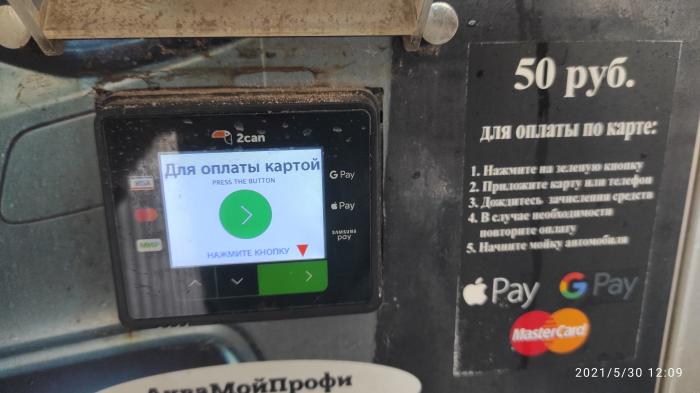 2can
Для оплаты картой
PRESS THE BUTTON
НАЖМИТЕ КНОПКУ
VISA
МИР
G Pay
Pay
SAMSUNG
pay
50 руб.
для оплаты по карте:
1. Нажмите на зеленую кнопку
2. Приложите карту или телефон
3. Дождитесь зачисления средств
4. В случае необходимости
повторите оплату
5. Начните мойку автомобиля
Pay G Pay
MasterCard
АкваМойПрофи
2021/5/30 12:09